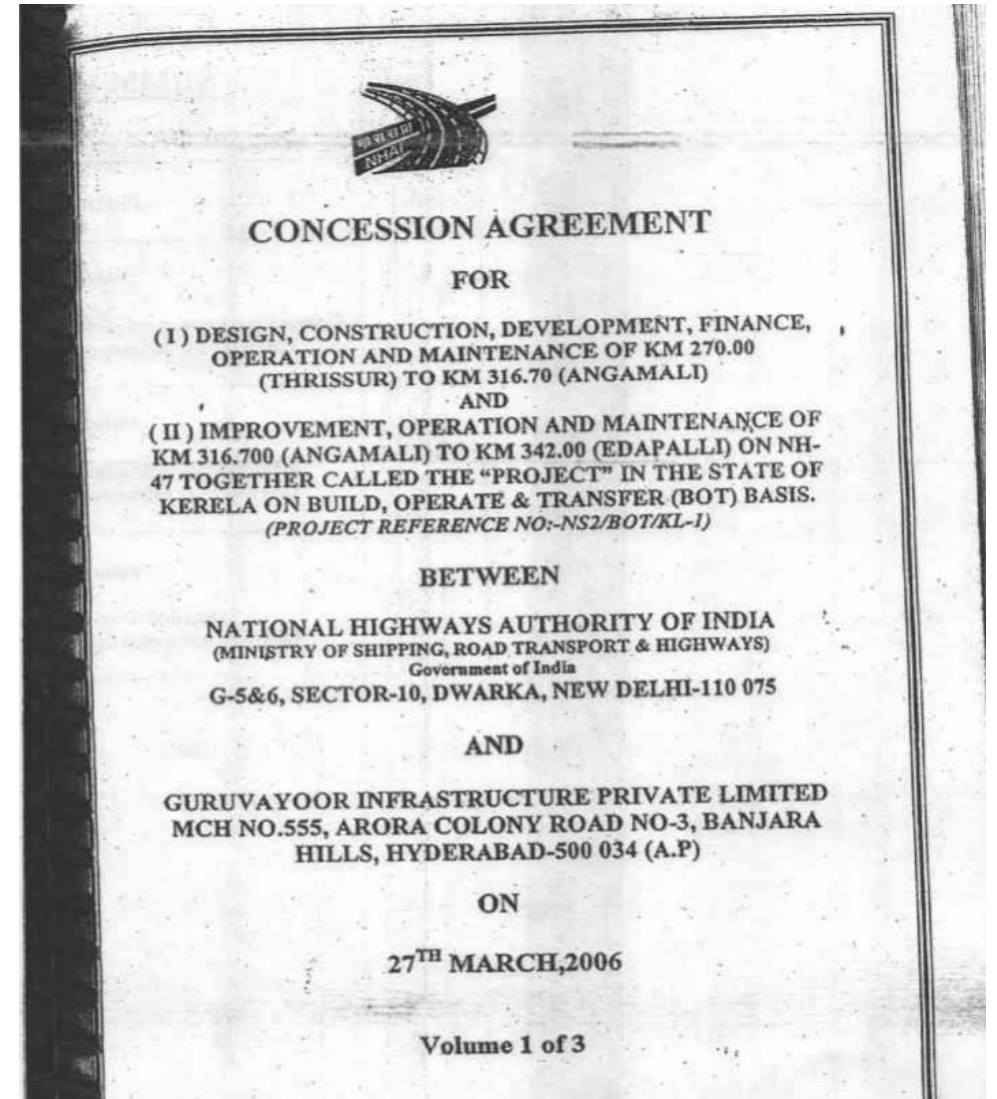 भा.रा.रा.प्रा
NHAI
CONCESSION AGREEMENT
FOR
( I ) DESIGN, CONSTRUCTION, DEVELOPMENT, FINANCE,
OPERATION AND MAINTENANCE OF KM 270.00
(THRISSUR) TO KM 316.70 (ANGAMALI)
AND
( II ) IMPROVEMENT, OPERATION AND MAINTENANCE OF
KM 316.700 (ANGAMALI) TO KM 342.00 (EDAPALLI) ON NH-
47 TOGETHER CALLED THE “PROJECT” IN THE STATE OF
KERELA ON BUILD, OPERATE & TRANSFER (BOT) BASIS.
(PROJECT REFERENCE NO:-NS2/BOT/KL-1)
BETWEEN
NATIONAL HIGHWAYS AUTHORITY OF INDIA
(MINISTRY OF SHIPPING, ROAD TRANSPORT & HIGHWAYS)
Government of India
G-5&6, SECTOR-10, DWARKA, NEW DELHI-110 075
AND
GURUVAYOOR INFRASTRUCTURE PRIVATE LIMITED
MCH NO.555, ARORA COLONY ROAD NO-3, BANJARA
HILLS, HYDERABAD-500 034 (A.P)
ON
27TH MARCH,2006
Volume 1 of 3